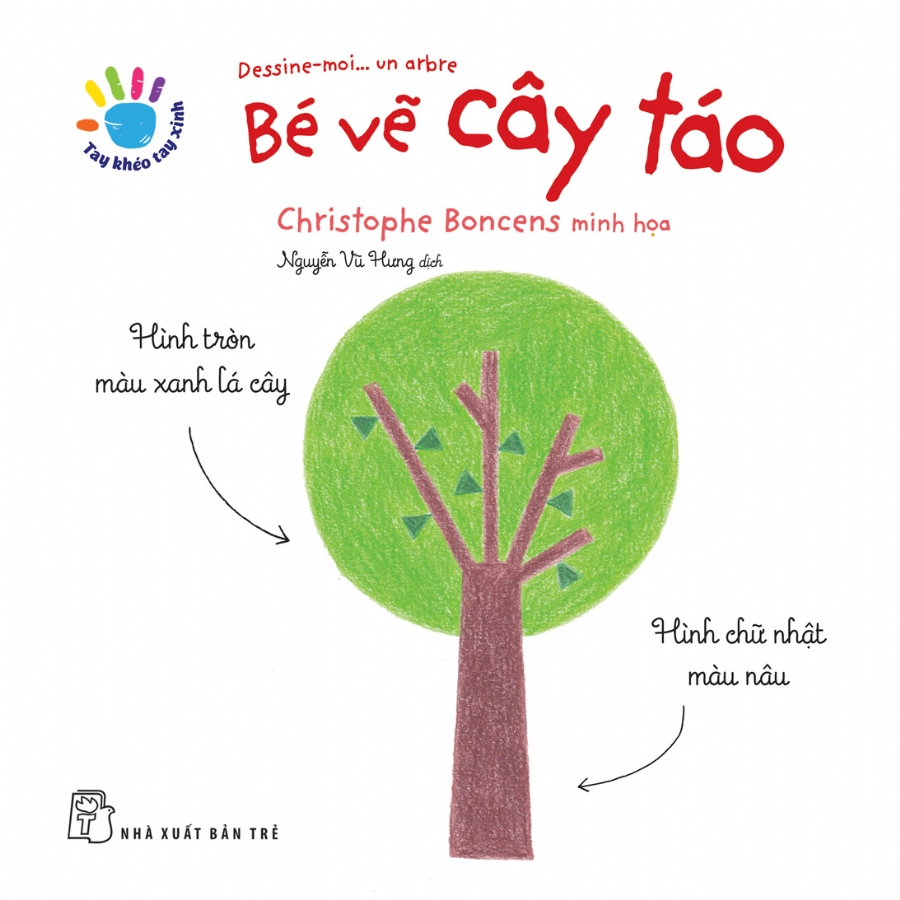 Dessine-moi... un arbre
Bé vẽ cây táo
Tay khéo tay xinh
Christophe Boncens minh họa
Nguyễn Vũ Hưng dịch
Hình tròn
màu xanh lá cây
Hình chữ nhật
màu nâu
T
NHÀ XUẤT BẢN TRẺ